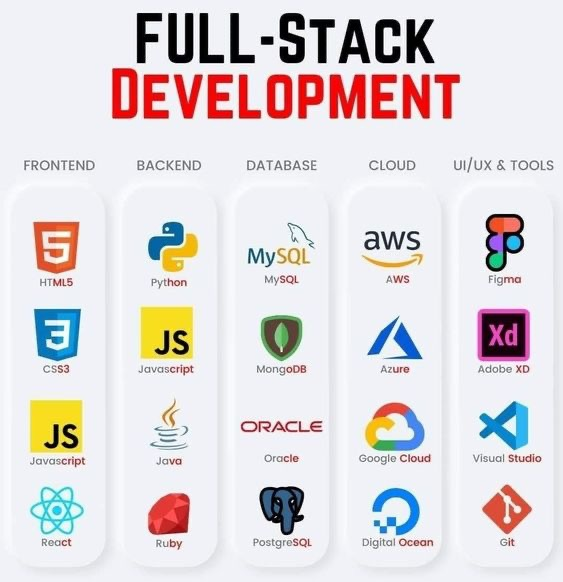 FULL-STACK
DEVELOPMENT
FRONTEND BACKEND DATABASE CLOUD UI/UX & TOOLS
5 MySQL aws
HTML5 Python MySQL AWS Figma
3 JS Xd
CSS3 Javascript MongoDB Azure Adobe XD
JS ORACLE
Javascript Java Oracle Google Cloud Visual Studio
React Ruby PostgreSQL Digital Ocean Git